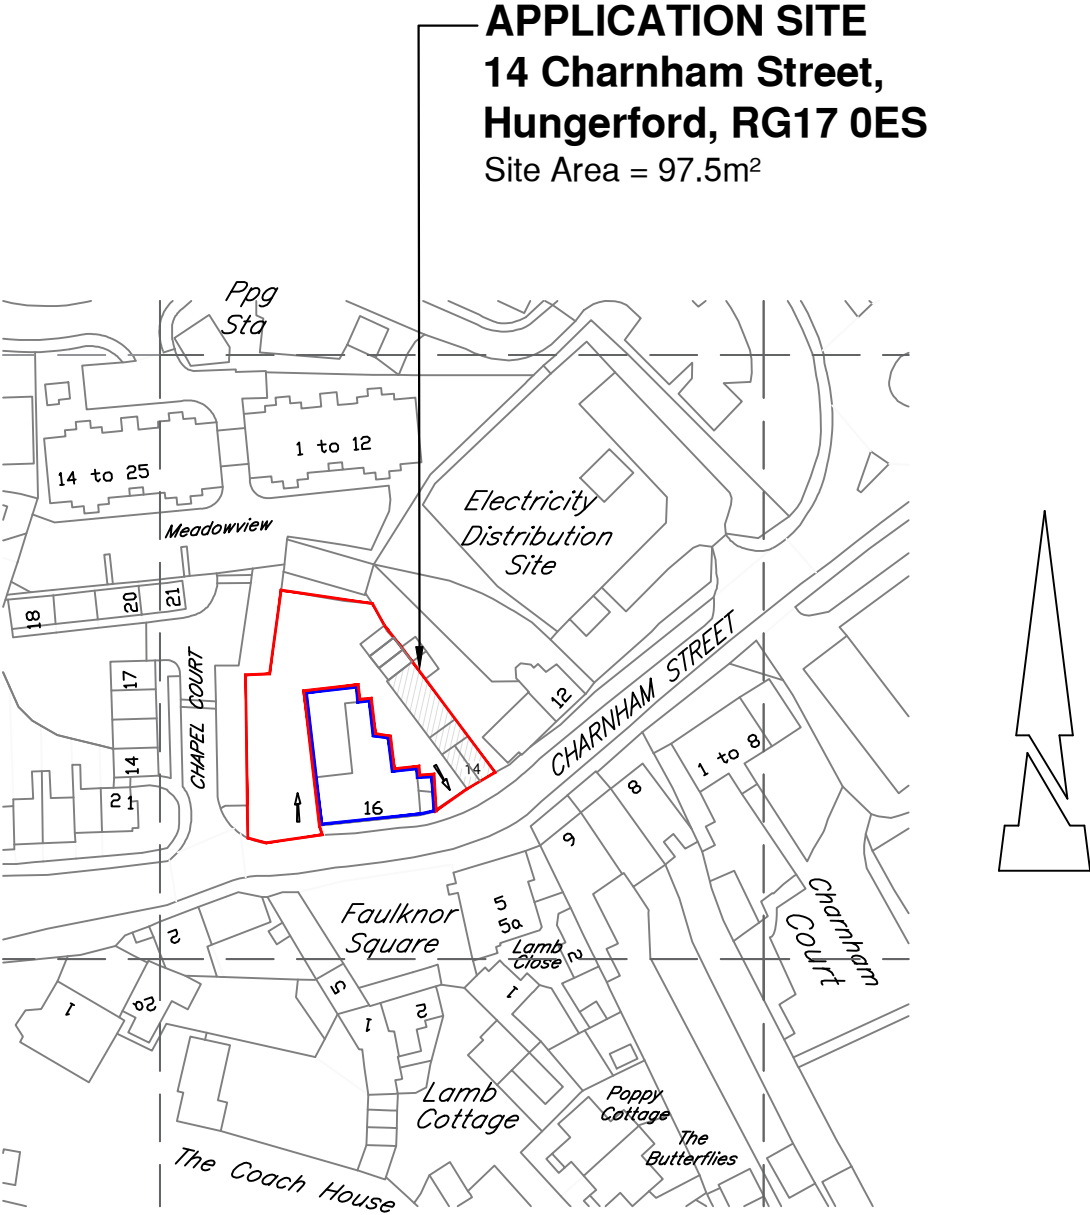 APPLICATION SITE
14 Charnham Street,
Hungerford, RG17 0ES
Site Area = 97.5m²
Ppg
Sta
1 to 12
14 to 25
Electricity
Distribution
Site
Meadowview
18
20
21
17
CHAPEL COURT
14
21
12
CHARNHAM STREET
14
16
1 to 8
8
9
5
5a
Faulknor
Square
Lamb
Close
2
Charnham
Court
2
1
2a
5
1
2
1
Lamb
Cottage
Poppy
Cottage
The
Butterflies
The Coach House